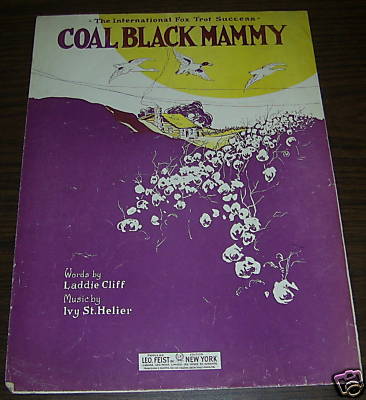 The International Fox Trot Success
COAL BLACK MAMMY
Words by
Laddie Cliff
Music by
Ivy St. Helier
LEO. FEIST INC. NEW YORK